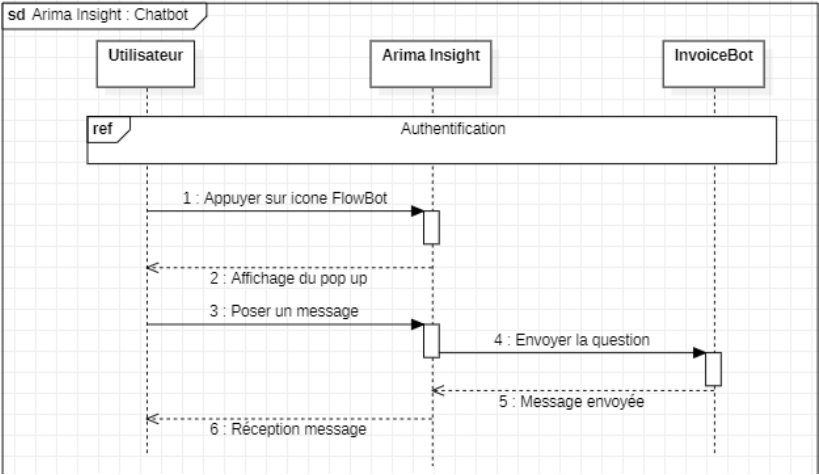 sd Arima Insight : Chatbot
Utilisateur
Arima Insight
InvoiceBot
ref
Authentification
1 : Appuyer sur icone FlowBot
2 : Affichage du pop up
3 : Poser un message
4 : Envoyer la question
5 : Message envoyée
6 : Réception message